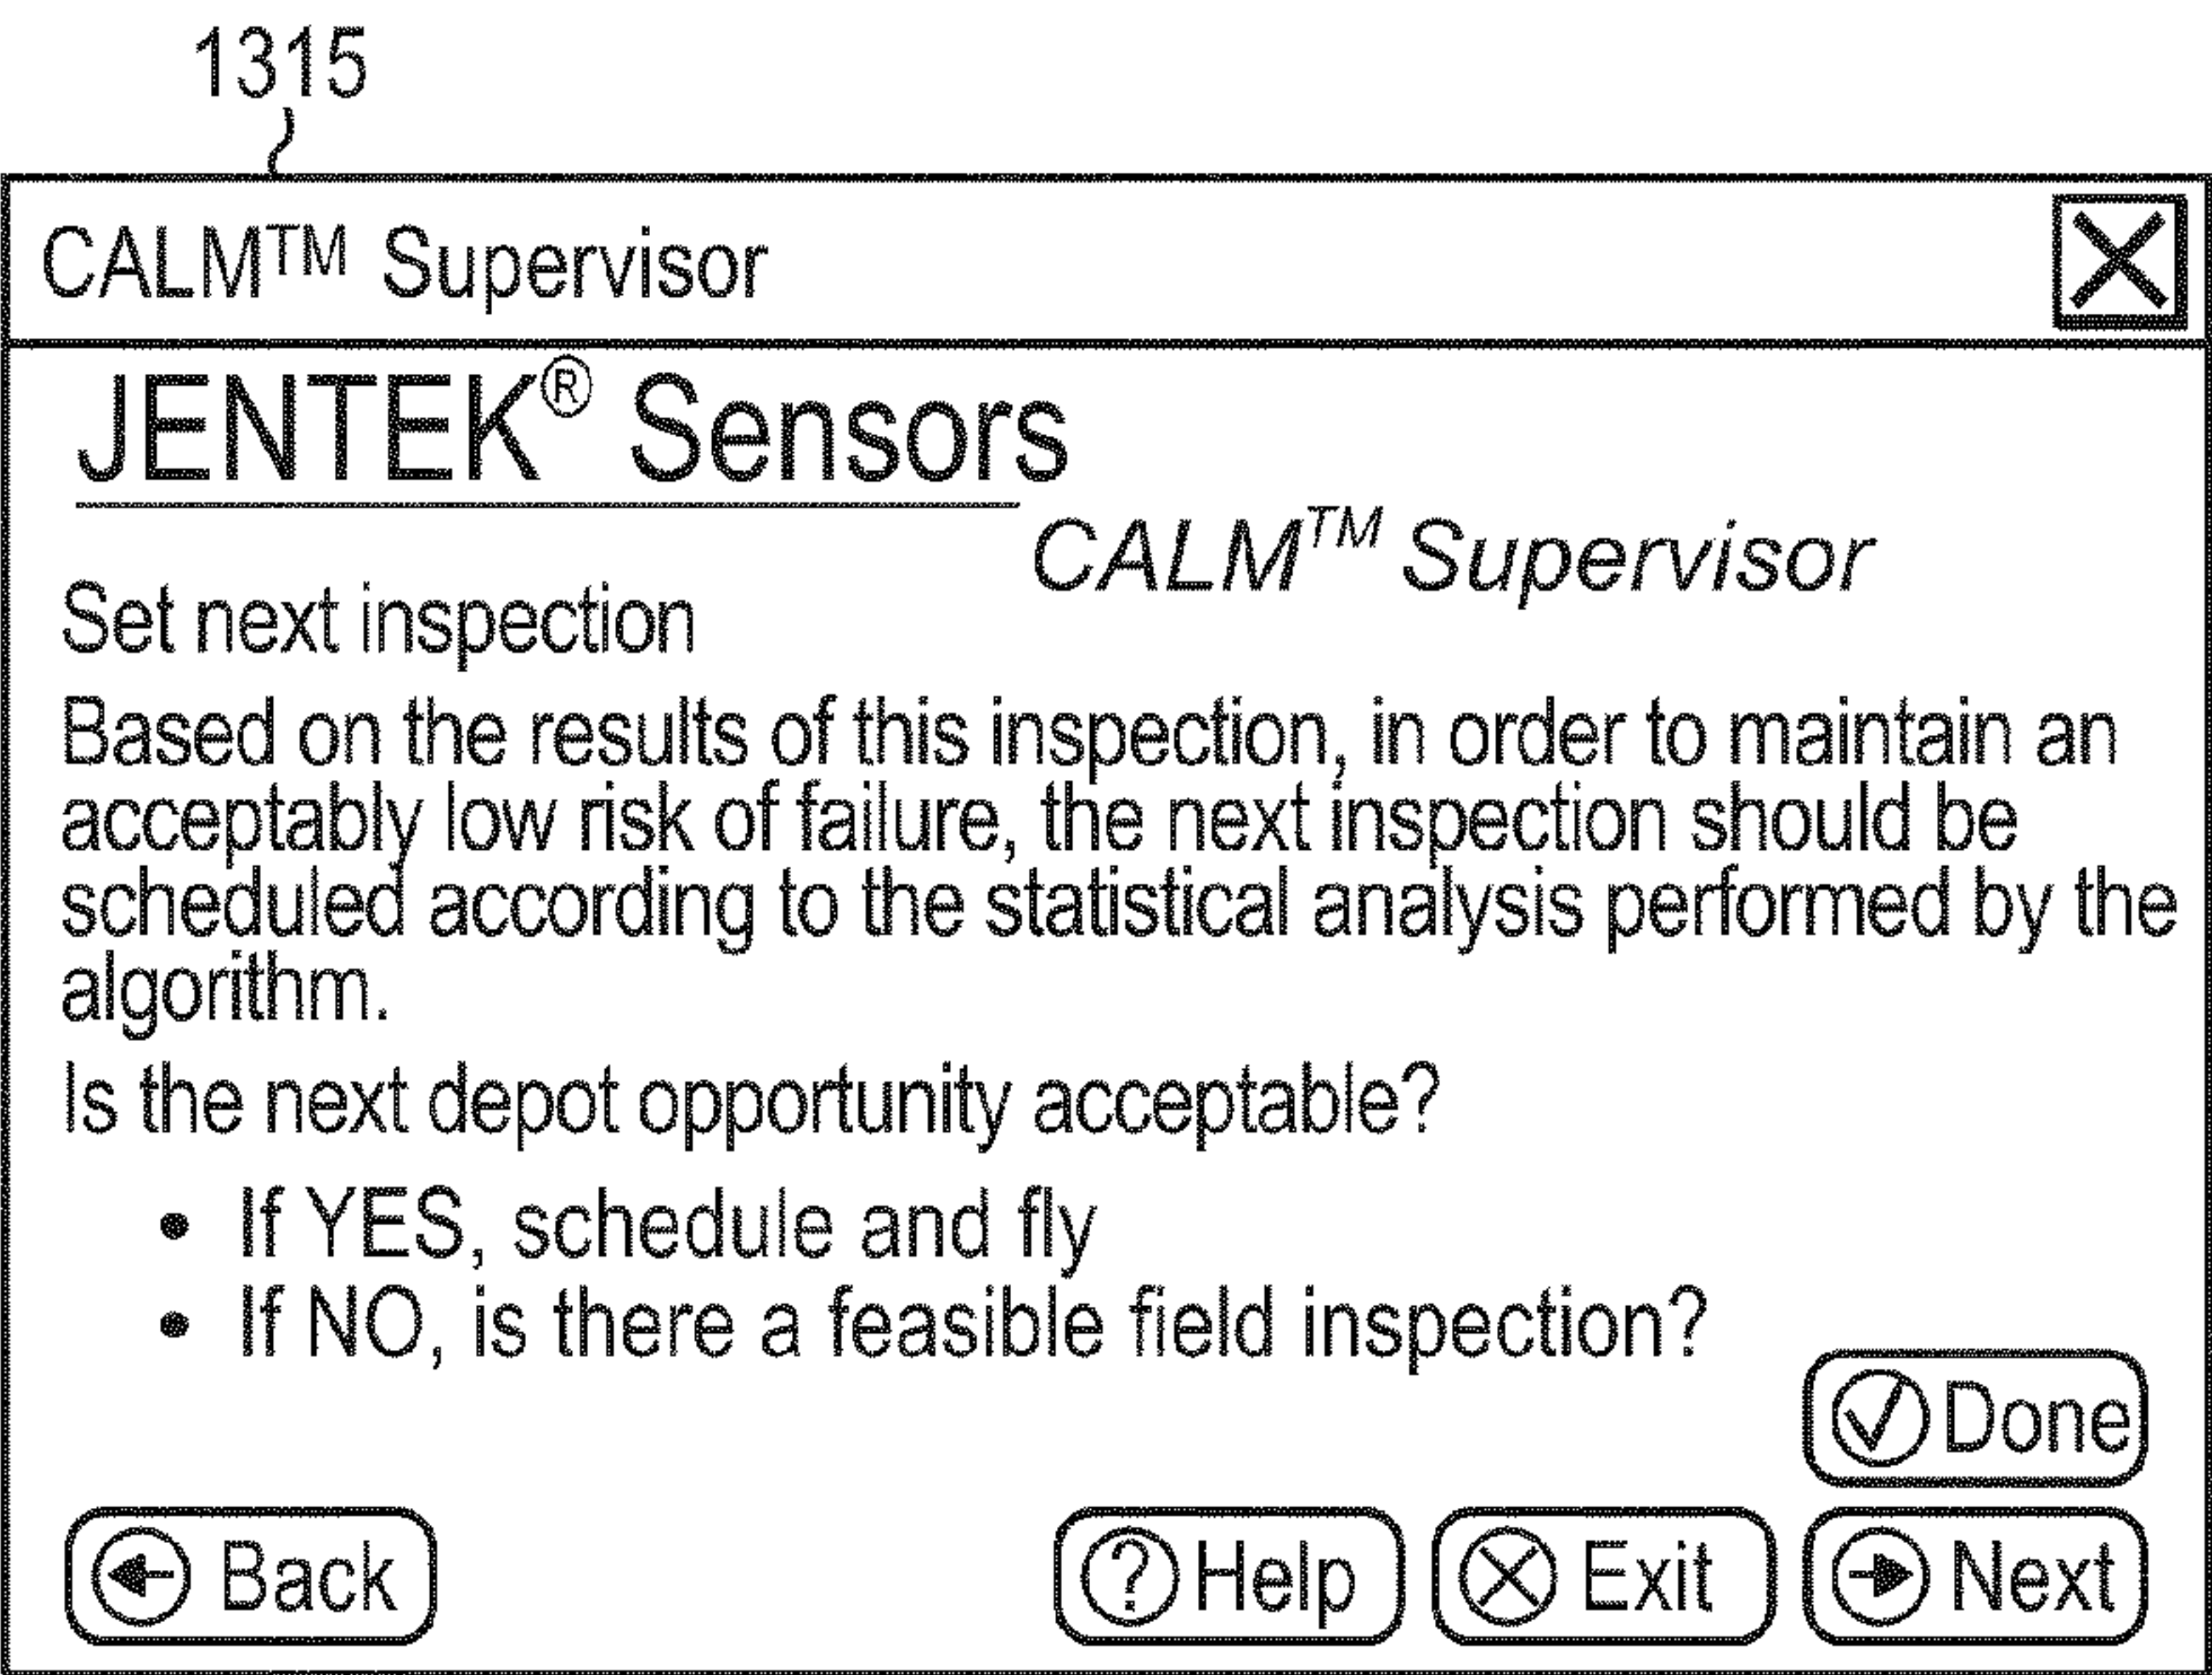 1315
CALM™ Supervisor
JENTEK® Sensors
CALM™ Supervisor
Set next inspection
Based on the results of this inspection, in order to maintain an
acceptably low risk of failure, the next inspection should be
scheduled according to the statistical analysis performed by the
algorithm.
Is the next depot opportunity acceptable?
• If YES, schedule and fly
• If NO, is there a feasible field inspection?
Done
Back
? Help
Exit
Next